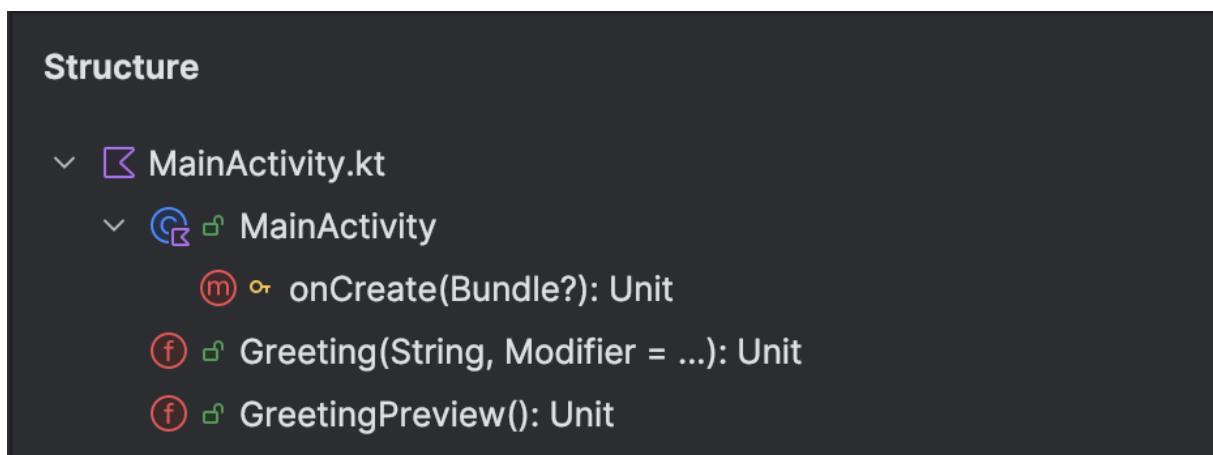 Structure
MainActivity.kt
MainActivity
onCreate(Bundle?): Unit
Greeting(String, Modifier = ...): Unit
GreetingPreview(): Unit